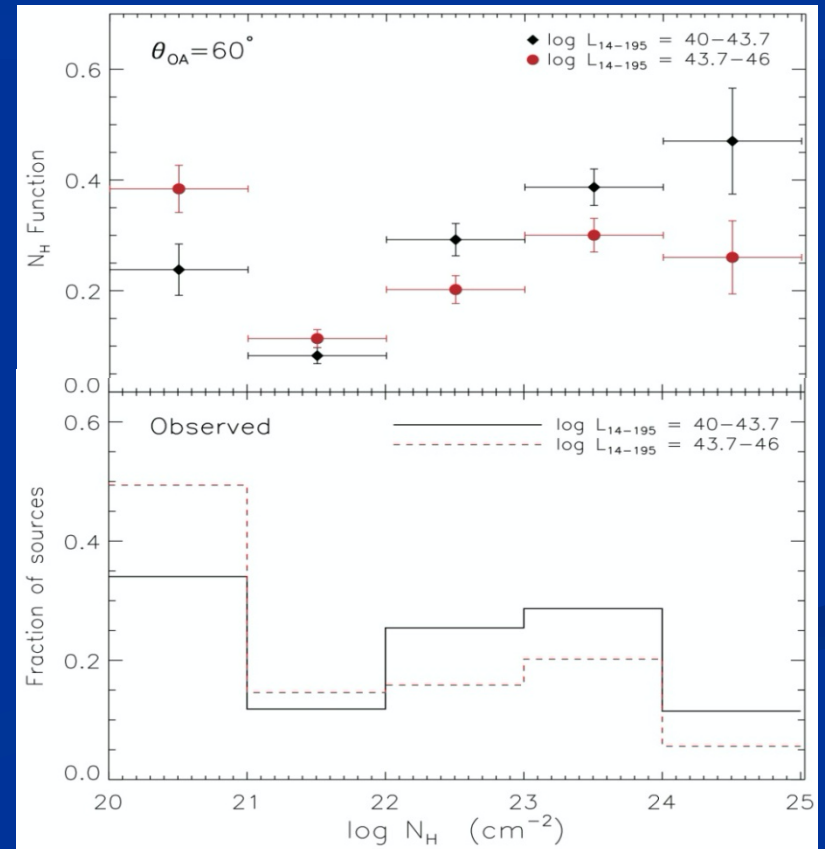 θOA=60°
log L14−195 = 40−43.7
log L14−195 = 43.7−46
0.6
0.4
0.2
0.0
NH Function
Observed
log L14−195 = 40−43.7
log L14−195 = 43.7−46
0.6
0.4
0.2
0.0
Fraction of sources
20 21 22 23 24 25
log NH (cm−2)